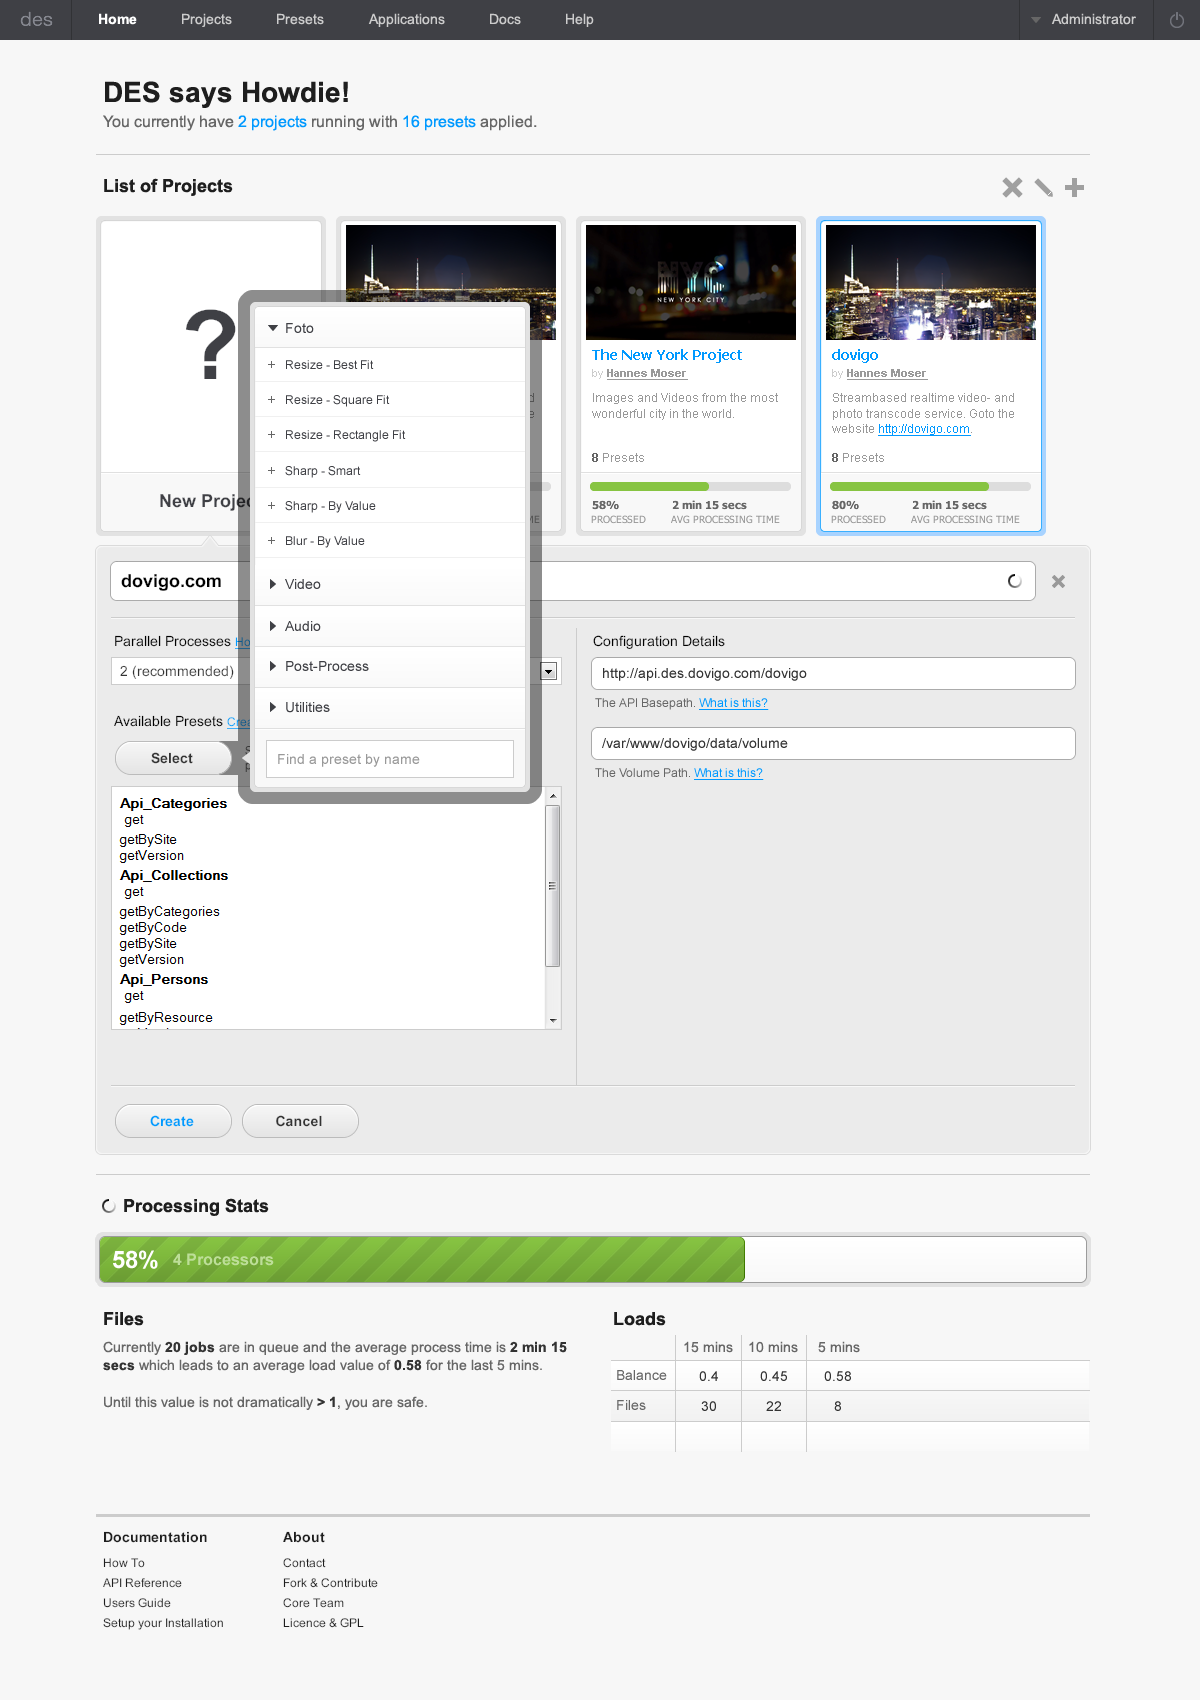 des
Home Projects Presets Applications Docs Help Administrator
DES says Howdie!
You currently have 2 projects running with 16 presets applied.
List of Projects
?
New Projec
ME
The New York Project
by Hannes Moser
Images and Videos from the most
wonderful city in the world.
8 Presets
58% 2 min 15 secs
PROCESSED AVG PROCESSING TIME
NEW YORK CITY
dovigo
by Hannes Moser
Streambased realtime video- and
photo transcode service. Goto the
website http://dovigo.com.
8 Presets
80% 2 min 15 secs
PROCESSED AVG PROCESSING TIME
Foto
Resize - Best Fit
Resize - Square Fit
Resize - Rectangle Fit
Sharp - Smart
Sharp - By Value
Blur - By Value
Video
Audio
Post-Process
Utilities
Find a preset by name
dovigo.com
Parallel Processes Ho
2 (recommended)
Available Presets Crea
Select
Api_Categories
get
getBySite
getVersion
Api_Collections
get
getByCategories
getByCode
getBySite
getVersion
Api_Persons
get
getByResource
Configuration Details
http://api.des.dovigo.com/dovigo
The API Basepath. What is this?
/var/www/dovigo/data/volume
The Volume Path. What is this?
Create Cancel
Processing Stats
58% 4 Processors
Files
Currently 20 jobs are in queue and the average process time is 2 min 15
secs which leads to an average load value of 0.58 for the last 5 mins.
Until this value is not dramatically > 1, you are safe.
Loads
15 mins 10 mins 5 mins
Balance 0.4 0.45 0.58
Files 30 22 8
Documentation
How To
API Reference
Users Guide
Setup your Installation
About
Contact
Fork & Contribute
Core Team
Licence & GPL